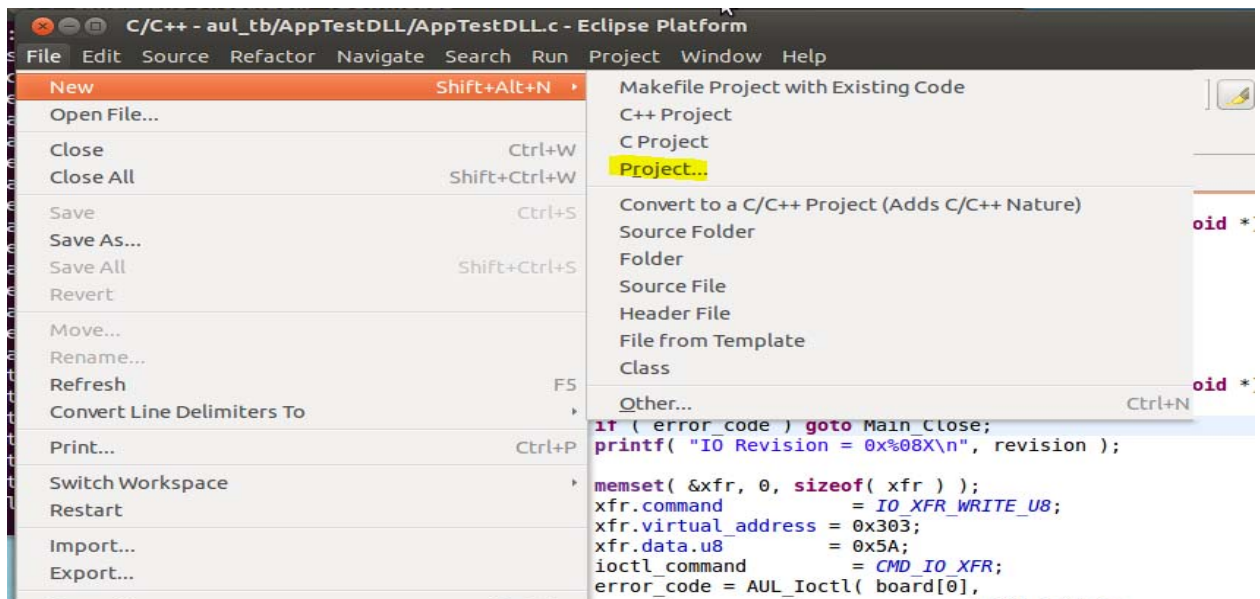 C/C++ - aul_tb/AppTestDLL/AppTestDLL.c - Eclipse Platform
File Edit Source Refactor Navigate Search Run Project Window Help
New Shift+Alt+N
Open File...
Close Ctrl+W
Close All Shift+Ctrl+W
Save Ctrl+S
Save As...
Save All Shift+Ctrl+S
Revert
Move...
Rename...
Refresh F5
Convert Line Delimiters To
Print... Ctrl+P
Switch Workspace
Restart
Import...
Export...
Makefile Project with Existing Code
C++ Project
C Project
Project...
Convert to a C/C++ Project (Adds C/C++ Nature)
Source Folder
Folder
Source File
Header File
File from Template
Class
Other... Ctrl+N
oid *)
oid *)
if ( error_code ) goto Main_Close;
printf( "IO Revision = 0x%08X\n", revision );
memset( &xfr, 0, sizeof( xfr ) );
xfr.command = IO_XFR_WRITE_U8;
xfr.virtual_address = 0x303;
xfr.data.u8 = 0x5A;
ioctl_command = CMD_IO_XFR;
error_code = AUL_Ioctl( board[0],